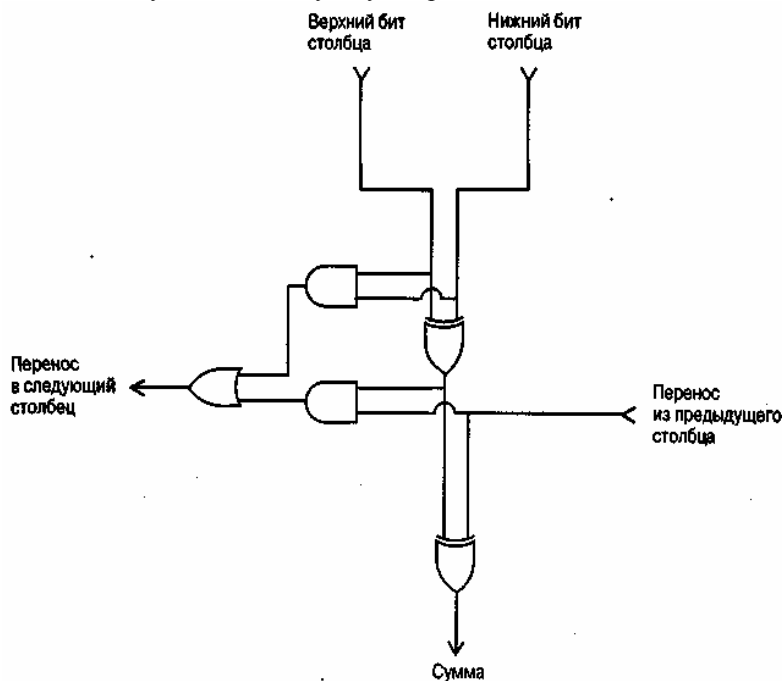 Верхний бит
столбца
Нижний бит
столбца
Перенос
в следующий
столбец
Перенос
из предыдущего
столбца
Сумма